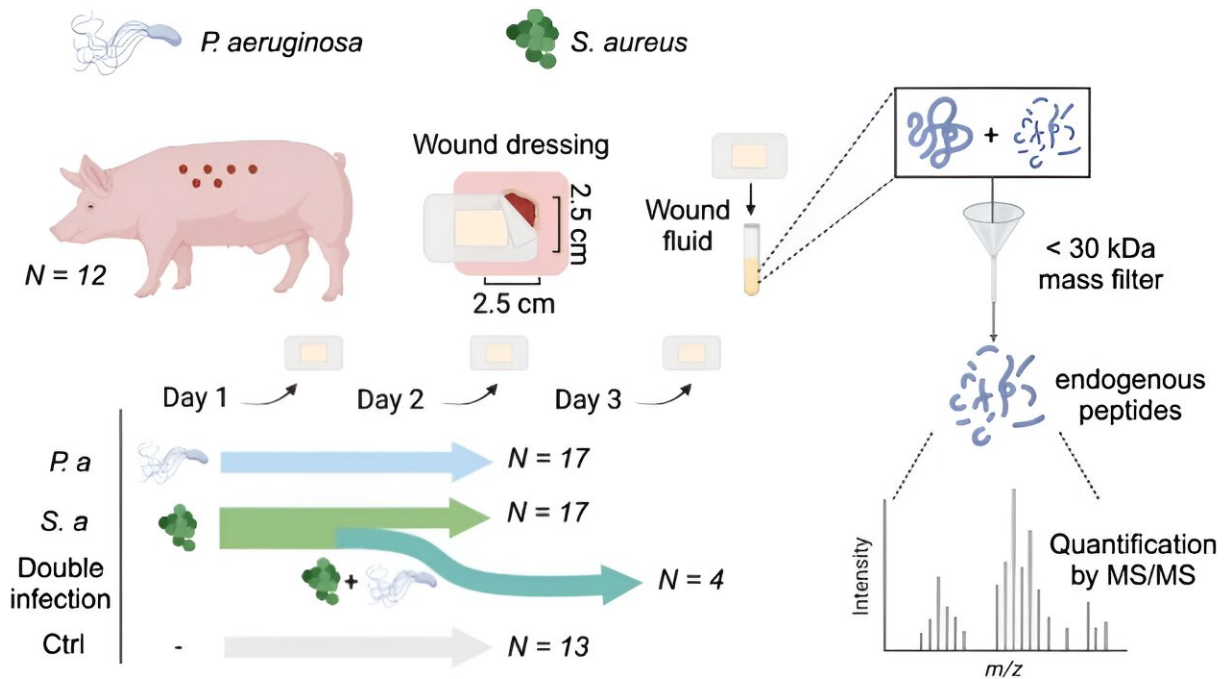 P. aeruginosa
S. aureus
N = 12
Wound dressing
2.5 cm
2.5 cm
Wound
fluid
+
< 30 kDa
mass filter
endogenous
peptides
Quantification
by MS/MS
Intensity
m/z
Day 1
Day 2
Day 3
P. a
N = 17
S. a
N = 17
Double
infection
+
N = 4
Ctrl
-
N = 13